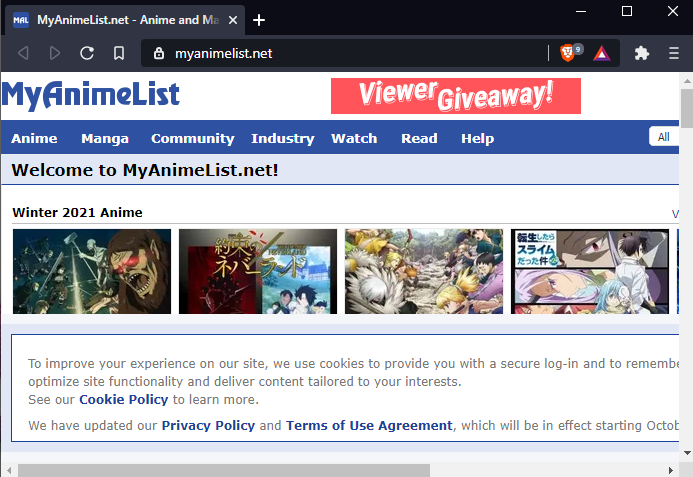 MAL MyAnimeList.net - Anime and Ma
myanimelist.net
9
MyAnimeList
Viewer Giveaway!
Anime Manga Community Industry Watch Read Help
All
Welcome to MyAnimeList.net!
Winter 2021 Anime
V
約束の
ネバーランド
転生したら
スライム
だった件
To improve your experience on our site, we use cookies to provide you with a secure log-in and to remembe
optimize site functionality and deliver content tailored to your interests.
See our Cookie Policy to learn more.
We have updated our Privacy Policy and Terms of Use Agreement, which will be in effect starting Octob